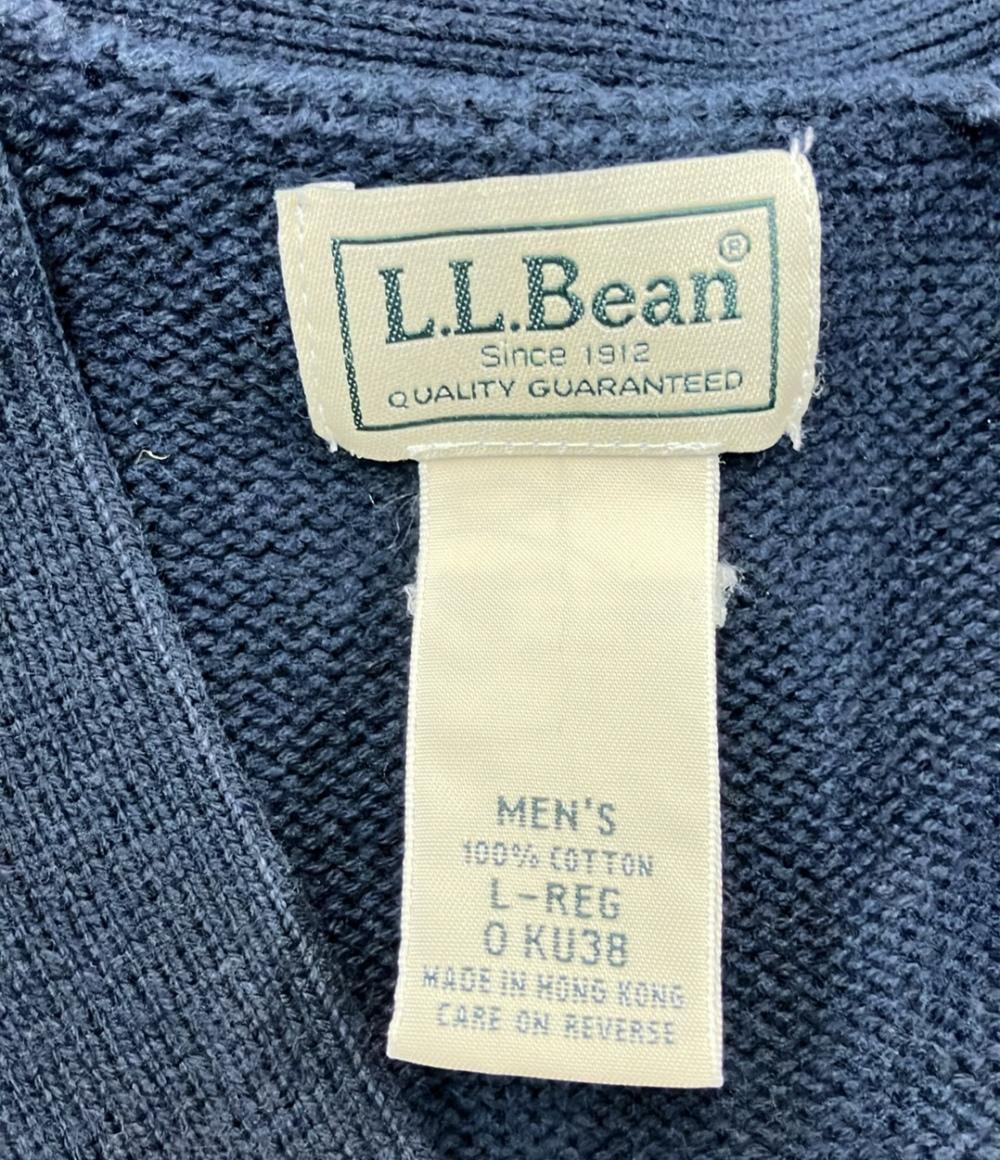 L.L.Bean®
Since 1912
QUALITY GUARANTEED
MEN'S
100% COTTON
L-REG
0 KU38
MADE IN HONG KONG
CARE ON REVERSE